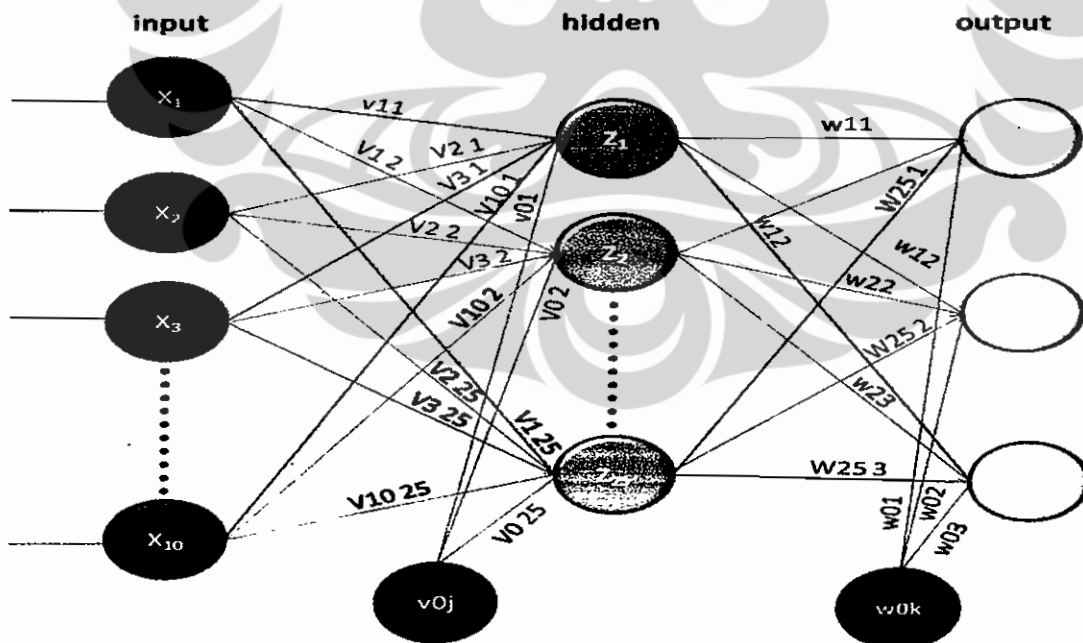 input hidden output
X1
X2
X3
X10
v11
V1 2
V2 1
V3 1
V10 1
v01
V2 2
V3 2
V10 2
V0 2
V2 25
V3 25
V1 25
V10 25
V0 25
v0j
Z1
Z2
w11
W25 1
w12
w12
w22
W25 2
w23
W25 3
w01
w02
w03
w0k